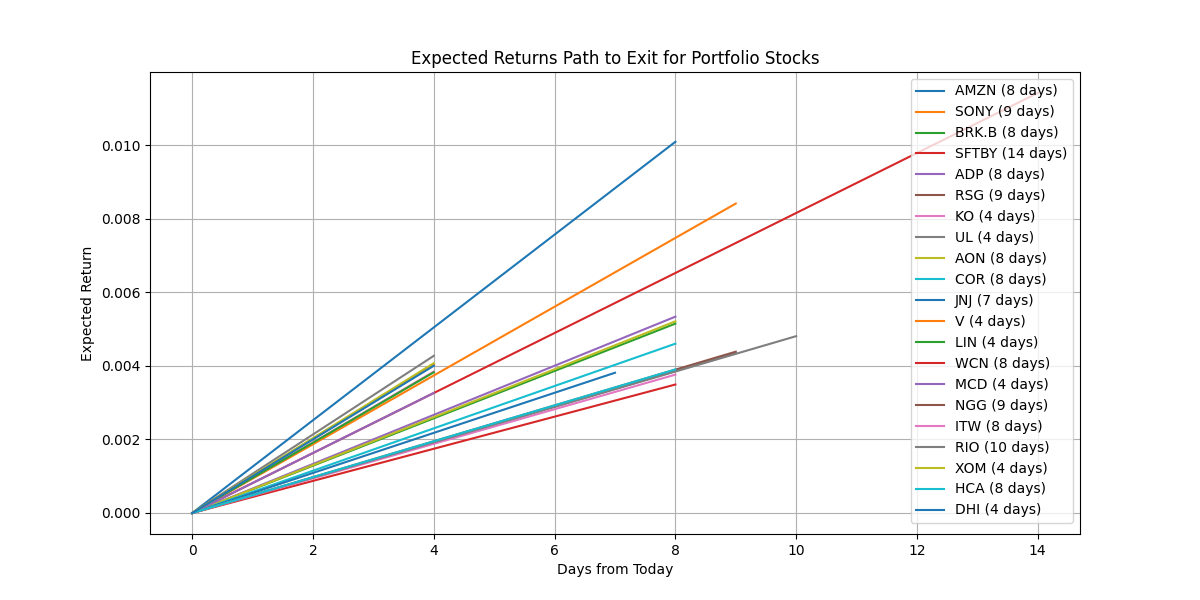 Expected Returns Path to Exit for Portfolio Stocks
Expected Return
0.010
0.008
0.006
0.004
0.002
0.000
0 2 4 6 8 10 12 14
Days from Today
AMZN (8 days)
SONY (9 days)
BRK.B (8 days)
SFTBY (14 days)
ADP (8 days)
RSG (9 days)
KO (4 days)
UL (4 days)
AON (8 days)
COR (8 days)
JNJ (7 days)
V (4 days)
LIN (4 days)
WCN (8 days)
MCD (4 days)
NGG (9 days)
ITW (8 days)
RIO (10 days)
XOM (4 days)
HCA (8 days)
DHI (4 days)